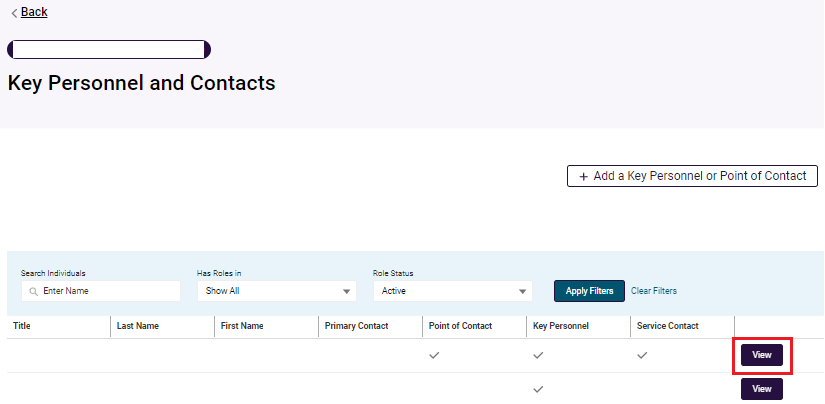 Back
Key Personnel and Contacts
+ Add a Key Personnel or Point of Contact
Search Individuals Has Roles in Role Status
Enter Name Show All Active Apply Filters Clear Filters
Title Last Name First Name Primary Contact Point of Contact Key Personnel Service Contact
View
View